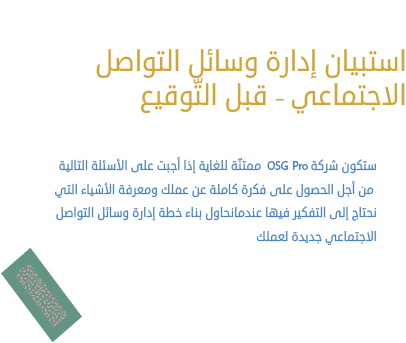 استبيان إدارة وسائل التواصل
الاجتماعي - قبل التّوقيع
ستكون شركة OSG Pro ممتنّة للغاية إذا أجبت على الأسئلة التالية
من أجل الحصول على فكرة كاملة عن عملك ومعرفة الأشياء التي
نحتاج إلى التفكير فيها عندمانحاول بناء خطة إدارة وسائل التواصل
الاجتماعي جديدة لعملك